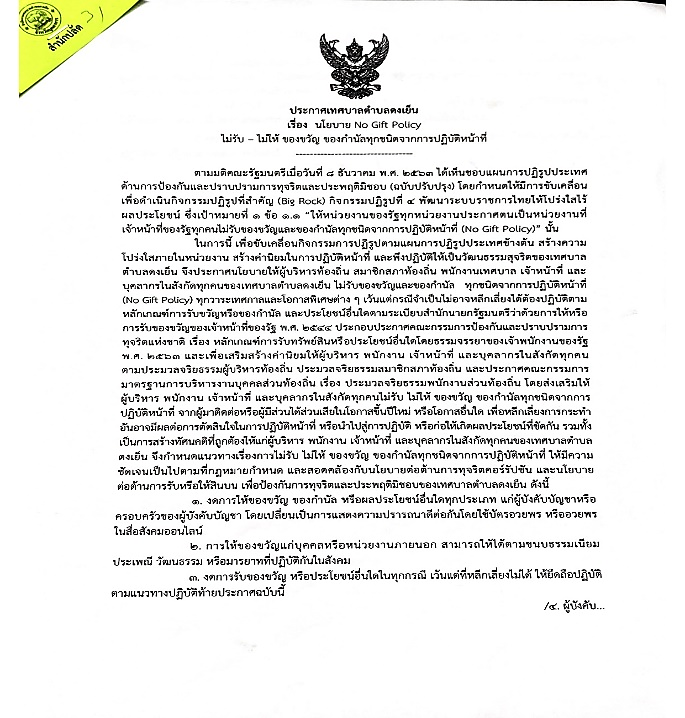 สำนักปลัด
ประกาศเทศบาลตำบลดงเย็น
เรื่อง นโยบาย No Gift Policy
ไม่รับ – ไม่ให้ ของขวัญ ของกำนัลทุกชนิดจากการปฏิบัติหน้าที่
---------------------------------
ตามมติคณะรัฐมนตรีเมื่อวันที่ ๘ ธันวาคม พ.ศ. ๒๕๖๓ ได้เห็นชอบแผนการปฏิรูปประเทศ
ด้านการป้องกันและปราบปรามการทุจริตและประพฤติมิชอบ (ฉบับปรับปรุง) โดยกำหนดให้มีการขับเคลื่อน
เพื่อดำเนินกิจกรรมปฏิรูปที่สำคัญ (Big Rock) กิจกรรมปฏิรูปที่ ๔ พัฒนาระบบราชการไทยให้โปร่งใสไร้
ผลประโยชน์ ซึ่งเป้าหมายที่ ๑ ข้อ ๑.๑ "ให้หน่วยงานของรัฐทุกหน่วยงานประกาศตนเป็นหน่วยงานที่
เจ้าหน้าที่ของรัฐทุกคนไม่รับของขวัญและของกำนัลทุกชนิดจากการปฏิบัติหน้าที่ (No Gift Policy)" นั้น
ในการนี้ เพื่อขับเคลื่อนกิจกรรมการปฏิรูปตามแผนการปฏิรูปประเทศข้างต้น สร้างความ
โปร่งใสภายในหน่วยงาน สร้างค่านิยมในการปฏิบัติหน้าที่ และพึงปฏิบัติให้เป็นวัฒนธรรมสุจริตของเทศบาล
ตำบลดงเย็น จึงประกาศนโยบายให้ผู้บริหารท้องถิ่น สมาชิกสภาท้องถิ่น พนักงานเทศบาล เจ้าหน้าที่ และ
บุคลากรในสังกัดทุกคนของเทศบาลตำบลดงเย็น ไม่รับของขวัญและของกำนัล ทุกชนิดจากการปฏิบัติหน้าที่
(No Gift Policy) ทุกวาระเทศกาลและโอกาสพิเศษต่าง ๆ เว้นแต่กรณีจำเป็นไม่อาจหลีกเลี่ยงได้ต้องปฏิบัติตาม
หลักเกณฑ์การรับขวัญหรือของกำนัล และประโยชน์อื่นใดตามระเบียบสำนักนายกรัฐมนตรีว่าด้วยการให้หรือ
การรับของขวัญของเจ้าหน้าที่ของรัฐ พ.ศ. ๒๕๔๔ ประกอบประกาศคณะกรรมการป้องกันและปราบปรามการ
ทุจริตแห่งชาติ เรื่อง หลักเกณฑ์การรับทรัพย์สินหรือประโยชน์อื่นใดโดยธรรมจรรยาของเจ้าพนักงานของรัฐ
พ.ศ. ๒๕๖๓ และเพื่อเสริมสร้างค่านิยมให้ผู้บริหาร พนักงาน เจ้าหน้าที่ และบุคลากรในสังกัดทุกคน
ตามประมวลจริยธรรมผู้บริหารท้องถิ่น ประมวลจริยธรรมสมาชิกสภาท้องถิ่น และประกาศคณะกรรมการ
มาตรฐานการบริหารงานบุคคลส่วนท้องถิ่น เรื่อง ประมวลจริยธรรมพนักงานส่วนท้องถิ่น โดยส่งเสริมให้
ผู้บริหาร พนักงาน เจ้าหน้าที่ และบุคลากรในสังกัดทุกคนไม่รับ ไม่ให้ ของขวัญ ของกำนัลทุกชนิดจากการ
ปฏิบัติหน้าที่ จากผู้มาติดต่อหรือผู้มีส่วนได้ส่วนเสียในโอกาสขึ้นปีใหม่ หรือโอกาสอื่นใด เพื่อหลีกเลี่ยงการกระทำ
อันอาจมีผลต่อการตัดสินใจในการปฏิบัติหน้าที่ หรือนำไปสู่การปฏิบัติ หรือก่อให้เกิดผลประโยชน์ที่ขัดกัน รวมทั้ง
เป็นการสร้างทัศนคติที่ถูกต้องให้แก่ผู้บริหาร พนักงาน เจ้าหน้าที่ และบุคลากรในสังกัดทุกคนของเทศบาลตำบล
ดงเย็น จึงกำหนดแนวทางเรื่องการไม่รับ ไม่ให้ ของขวัญ ของกำนัลทุกชนิดจากการปฏิบัติหน้าที่ ให้มีความ
ชัดเจนเป็นไปตามที่กฎหมายกำหนด และสอดคล้องกับนโยบายต่อต้านการทุจริตคอร์รัปชัน และนโยบาย
ต่อต้านการรับหรือให้สินบน เพื่อป้องกันการทุจริตและประพฤติมิชอบของเทศบาลตำบลดงเย็น ดังนี้
๑. งดการให้ของขวัญ ของกำนัล หรือผลประโยชน์อื่นใดทุกประเภท แก่ผู้บังคับบัญชาหรือ
ครอบครัวของผู้บังคับบัญชา โดยเปลี่ยนเป็นการแสดงความปรารถนาดีต่อกันโดยใช้บัตรอวยพร หรืออวยพร
ในสื่อสังคมออนไลน์
๒. การให้ของขวัญแก่บุคคลหรือหน่วยงานภายนอก สามารถให้ได้ตามขนบธรรมเนียม
ประเพณี วัฒนธรรม หรือมารยาทที่ปฏิบัติกันในสังคม
๓. งดการรับของขวัญ หรือประโยชน์อื่นใดในทุกกรณี เว้นแต่ที่หลีกเลี่ยงไม่ได้ ให้ยึดถือปฏิบัติ
ตามแนวทางปฏิบัติท้ายประกาศฉบับนี้
/๔. ผู้บังคับ...